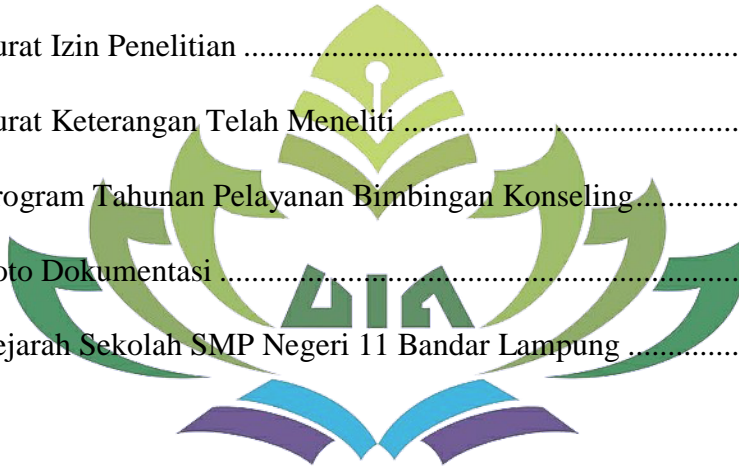 urat Izin Penelitian ..........................................................
urat Keterangan Telah Meneliti .......................................
rogram Tahunan Pelayanan Bimbingan Konseling.............
oto Dokumentasi .............................................................
UIN
ejarah Sekolah SMP Negeri 11 Bandar Lampung ..............